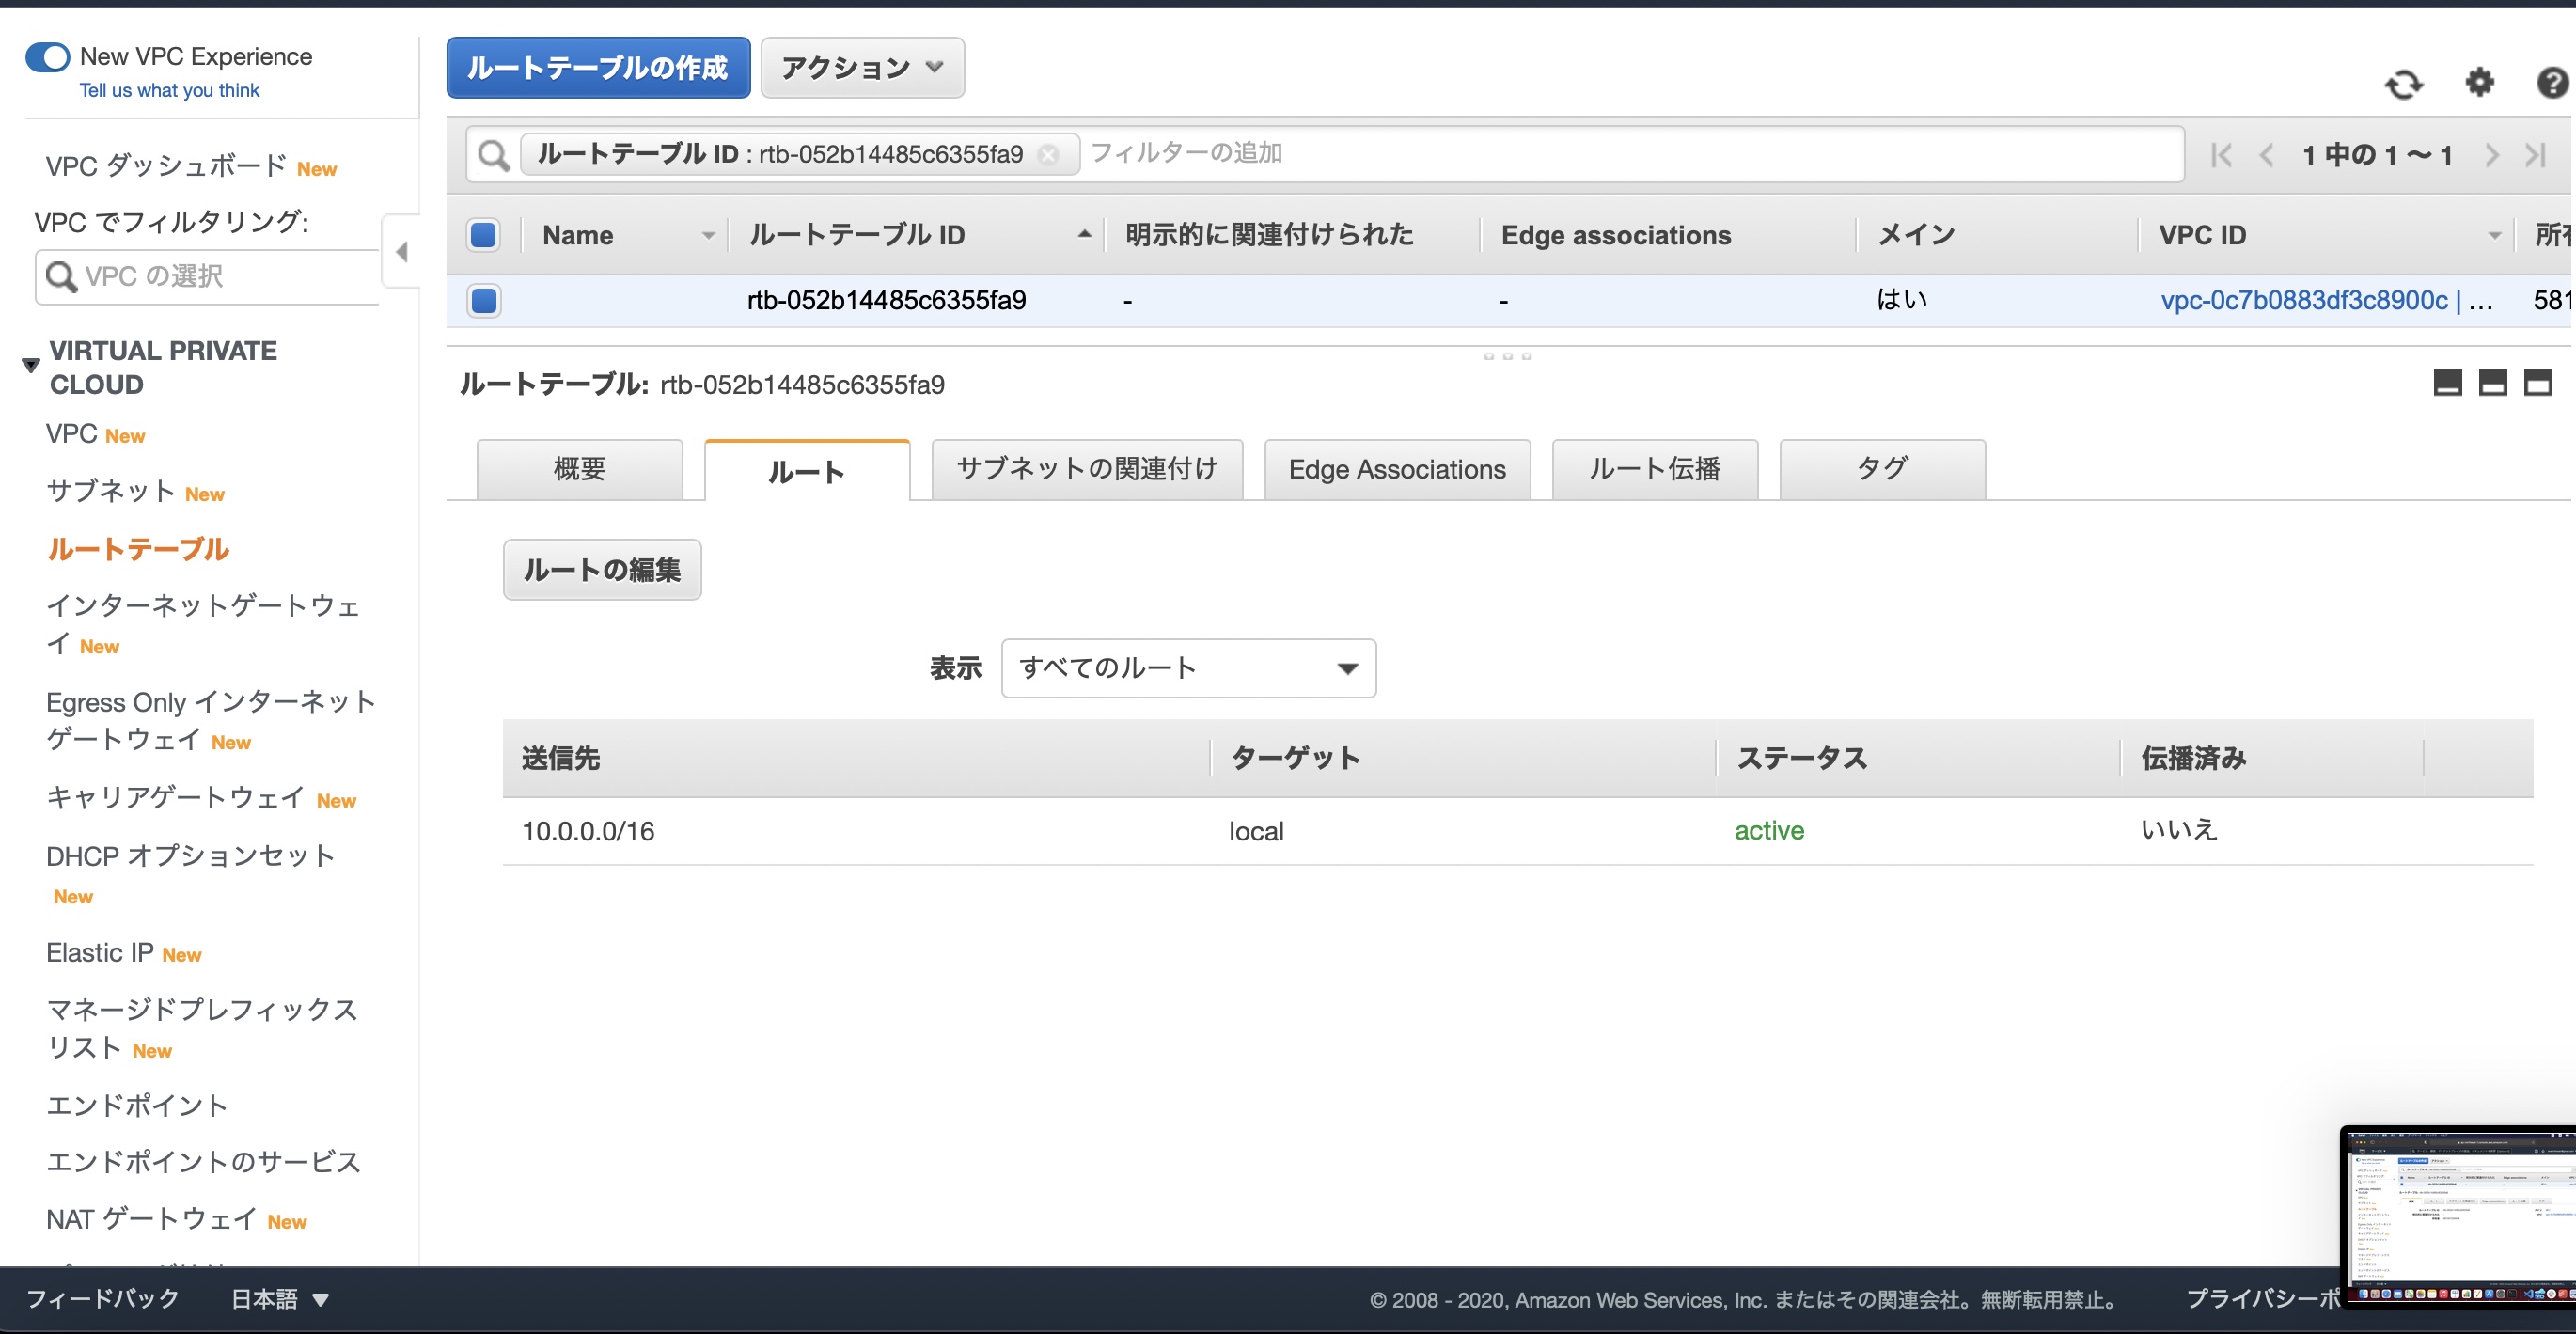 New VPC Experience
Tell us what you think
VPC ダッシュボード New
VPC でフィルタリング:
VPC の選択
VIRTUAL PRIVATE
CLOUD
VPC New
サブネット New
ルートテーブル
インターネットゲートウェ
イ New
Egress Only インターネット
ゲートウェイ New
キャリアゲートウェイ New
DHCP オプションセット
New
Elastic IP New
マネージドプレフィックス
リスト New
エンドポイント
エンドポイントのサービス
NAT ゲートウェイ New
ルートテーブルの作成 アクション
ルートテーブル ID : rtb-052b14485c6355fa9 フィルターの追加 1 中の 1 ～ 1
Name ルートテーブル ID 明示的に関連付けられた Edge associations メイン VPC ID 所有
rtb-052b14485c6355fa9 - - はい vpc-0c7b0883df3c8900c | ... 581
ルートテーブル: rtb-052b14485c6355fa9
概要 ルート サブネットの関連付け Edge Associations ルート伝播 タグ
ルートの編集
表示 すべてのルート
送信先 ターゲット ステータス 伝播済み
10.0.0.0/16 local active いいえ
フィードバック 日本語 © 2008 - 2020, Amazon Web Services, Inc. またはその関連会社。無断転用禁止。 プライバシーポ